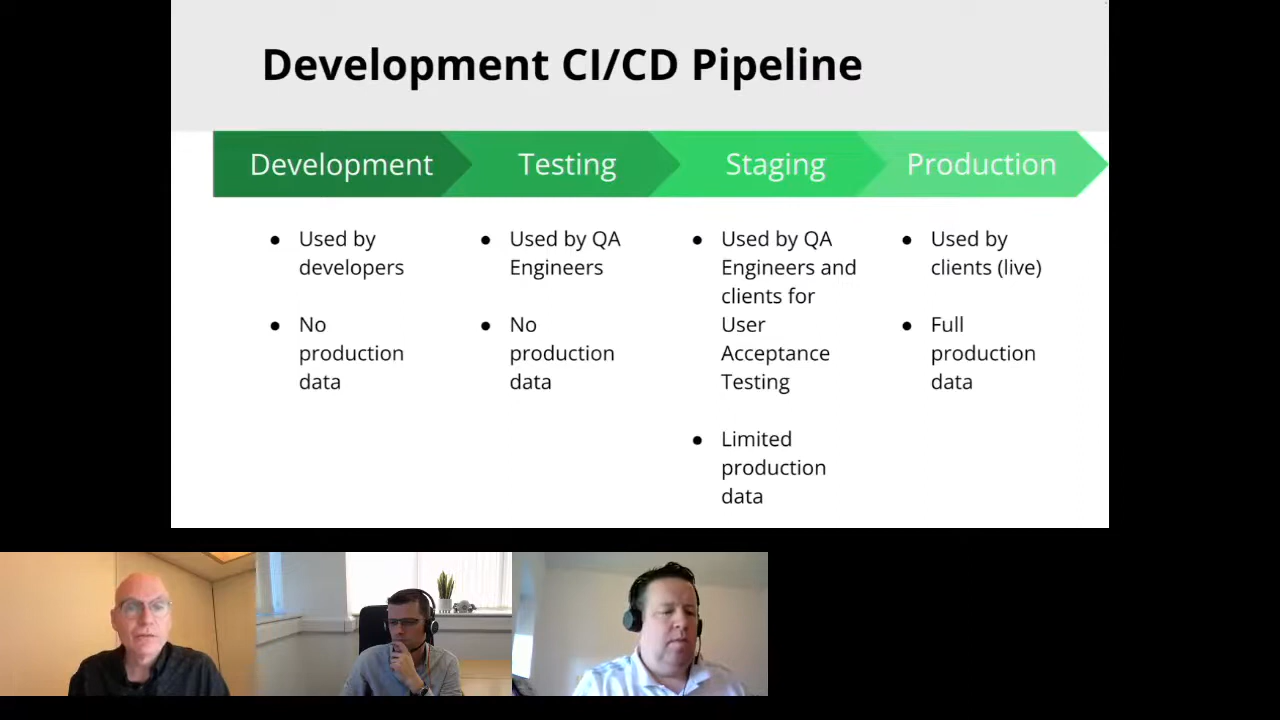 Development CI/CD Pipeline
Development
Testing
Staging
Production
● Used by
developers
● No
production
data
● Used by QA
Engineers
● No
production
data
● Used by QA
Engineers and
clients for
User
Acceptance
Testing
● Limited
production
data
● Used by
clients (live)
● Full
production
data